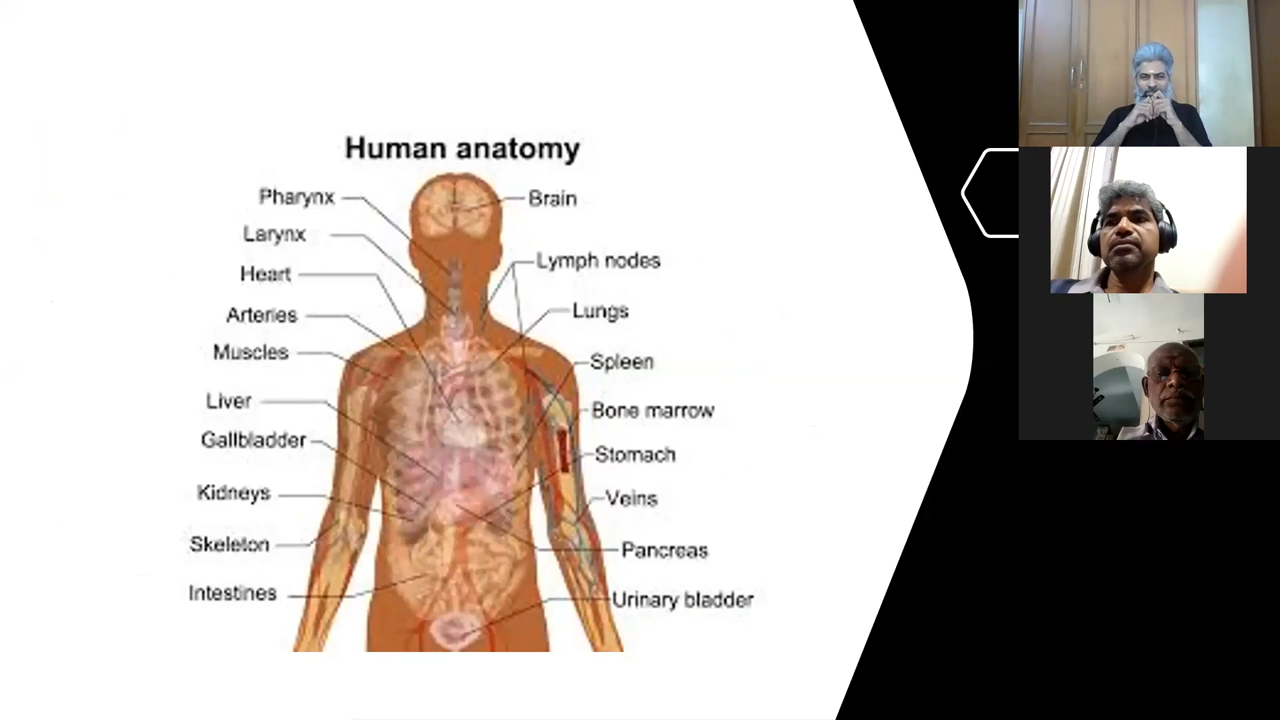 Human anatomy
Pharynx
Brain
Larynx
Lymph nodes
Heart
Lungs
Arteries
Muscles
Spleen
Liver
Bone marrow
Gallbladder
Stomach
Kidneys
Veins
Skeleton
Pancreas
Intestines
Urinary bladder